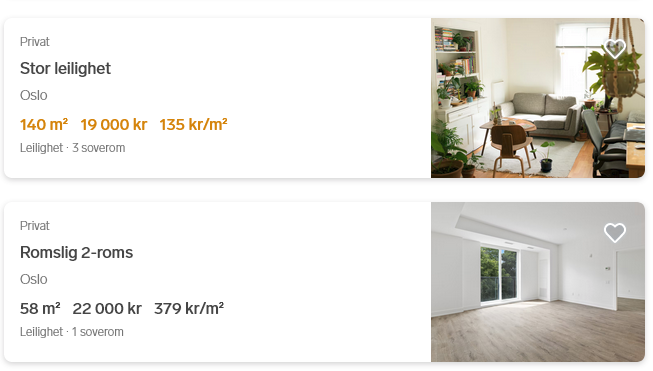 Privat
Stor leilighet
Oslo
140 m² 19 000 kr 135 kr/m²
Leilighet · 3 soverom
Privat
Romslig 2-roms
Oslo
58 m² 22 000 kr 379 kr/m²
Leilighet · 1 soverom